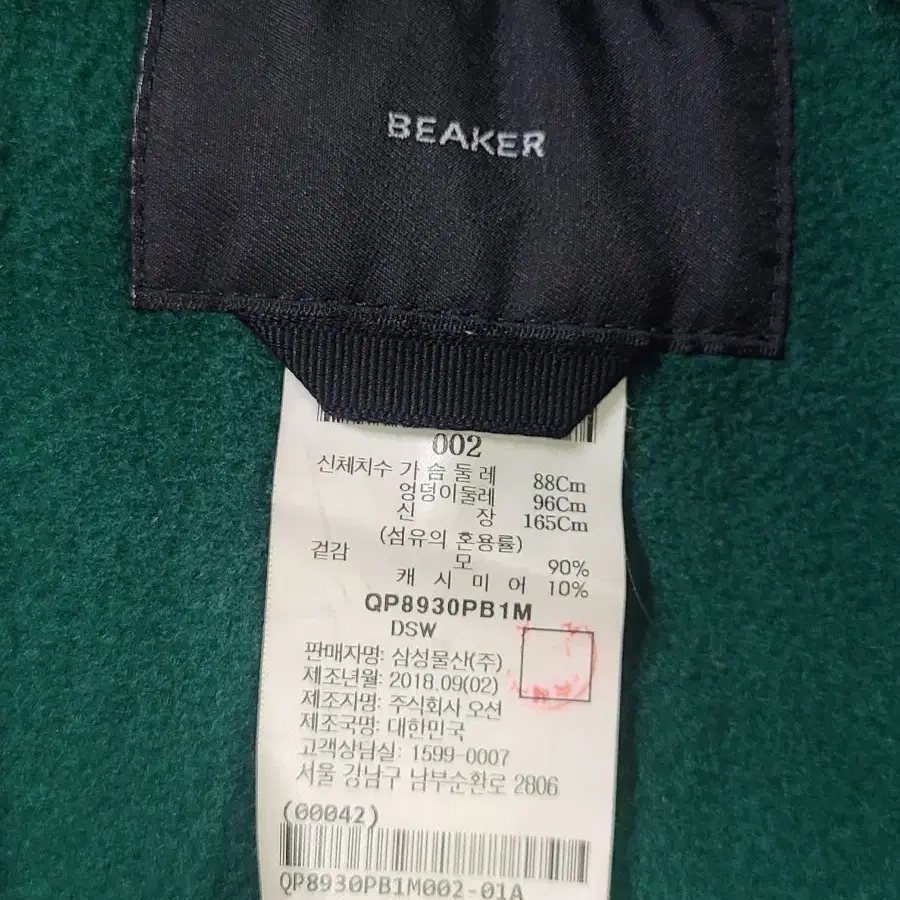 BEAKER
002
신체치수 가 슴 둘 레 88Cm
엉덩이둘레 96Cm
신 장 165Cm
(섬유의 혼용률)
겉감 모 90%
캐 시 미 어 10%
QP8930PB1M
DSW
판매자명: 삼성물산(주)
제조년월: 2018.09(02)
제조자명: 주식회사 오션
제조국명: 대한민국
고객상담실: 1599-0007
서울 강남구 남부순환로 2806
(00042)
QP8930PB1M002-01A